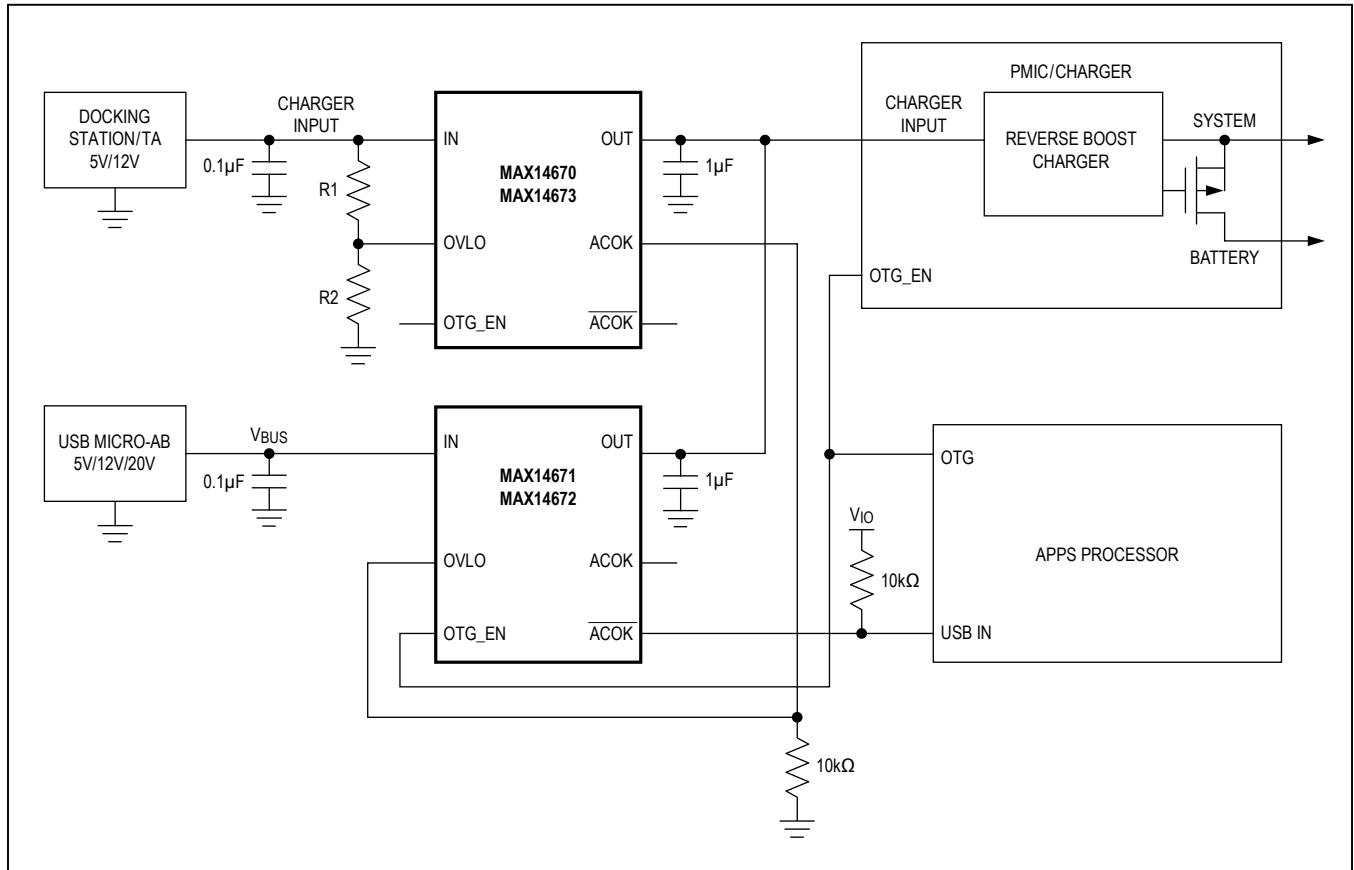 DOCKING
STATION/TA
5V/12V
CHARGER
INPUT
0.1µF
R1
R2
IN
OUT
MAX14670
MAX14673
OVLO
ACOK
OTG_EN
ACOK
1µF
PMIC/CHARGER
CHARGER
INPUT
REVERSE BOOST
CHARGER
SYSTEM
BATTERY
OTG_EN
USB MICRO-AB
5V/12V/20V
VBUS
0.1µF
IN
OUT
MAX14671
MAX14672
OVLO
ACOK
OTG_EN
ACOK
1µF
VIO
10kΩ
OTG
APPS PROCESSOR
USB IN
10kΩ